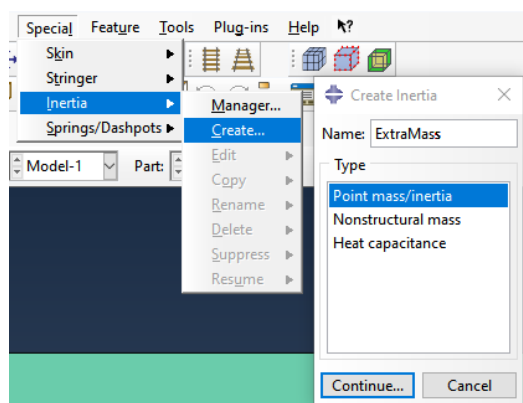 Special Feature Tools Plug-ins Help ?
Skin
Stringer
Inertia
Springs/Dashpots
Manager...
Create...
Edit
Copy
Rename
Delete
Suppress
Resume
Model-1 Part:
Create Inertia
Name: ExtraMass
Type
Point mass/inertia
Nonstructural mass
Heat capacitance
Continue... Cancel